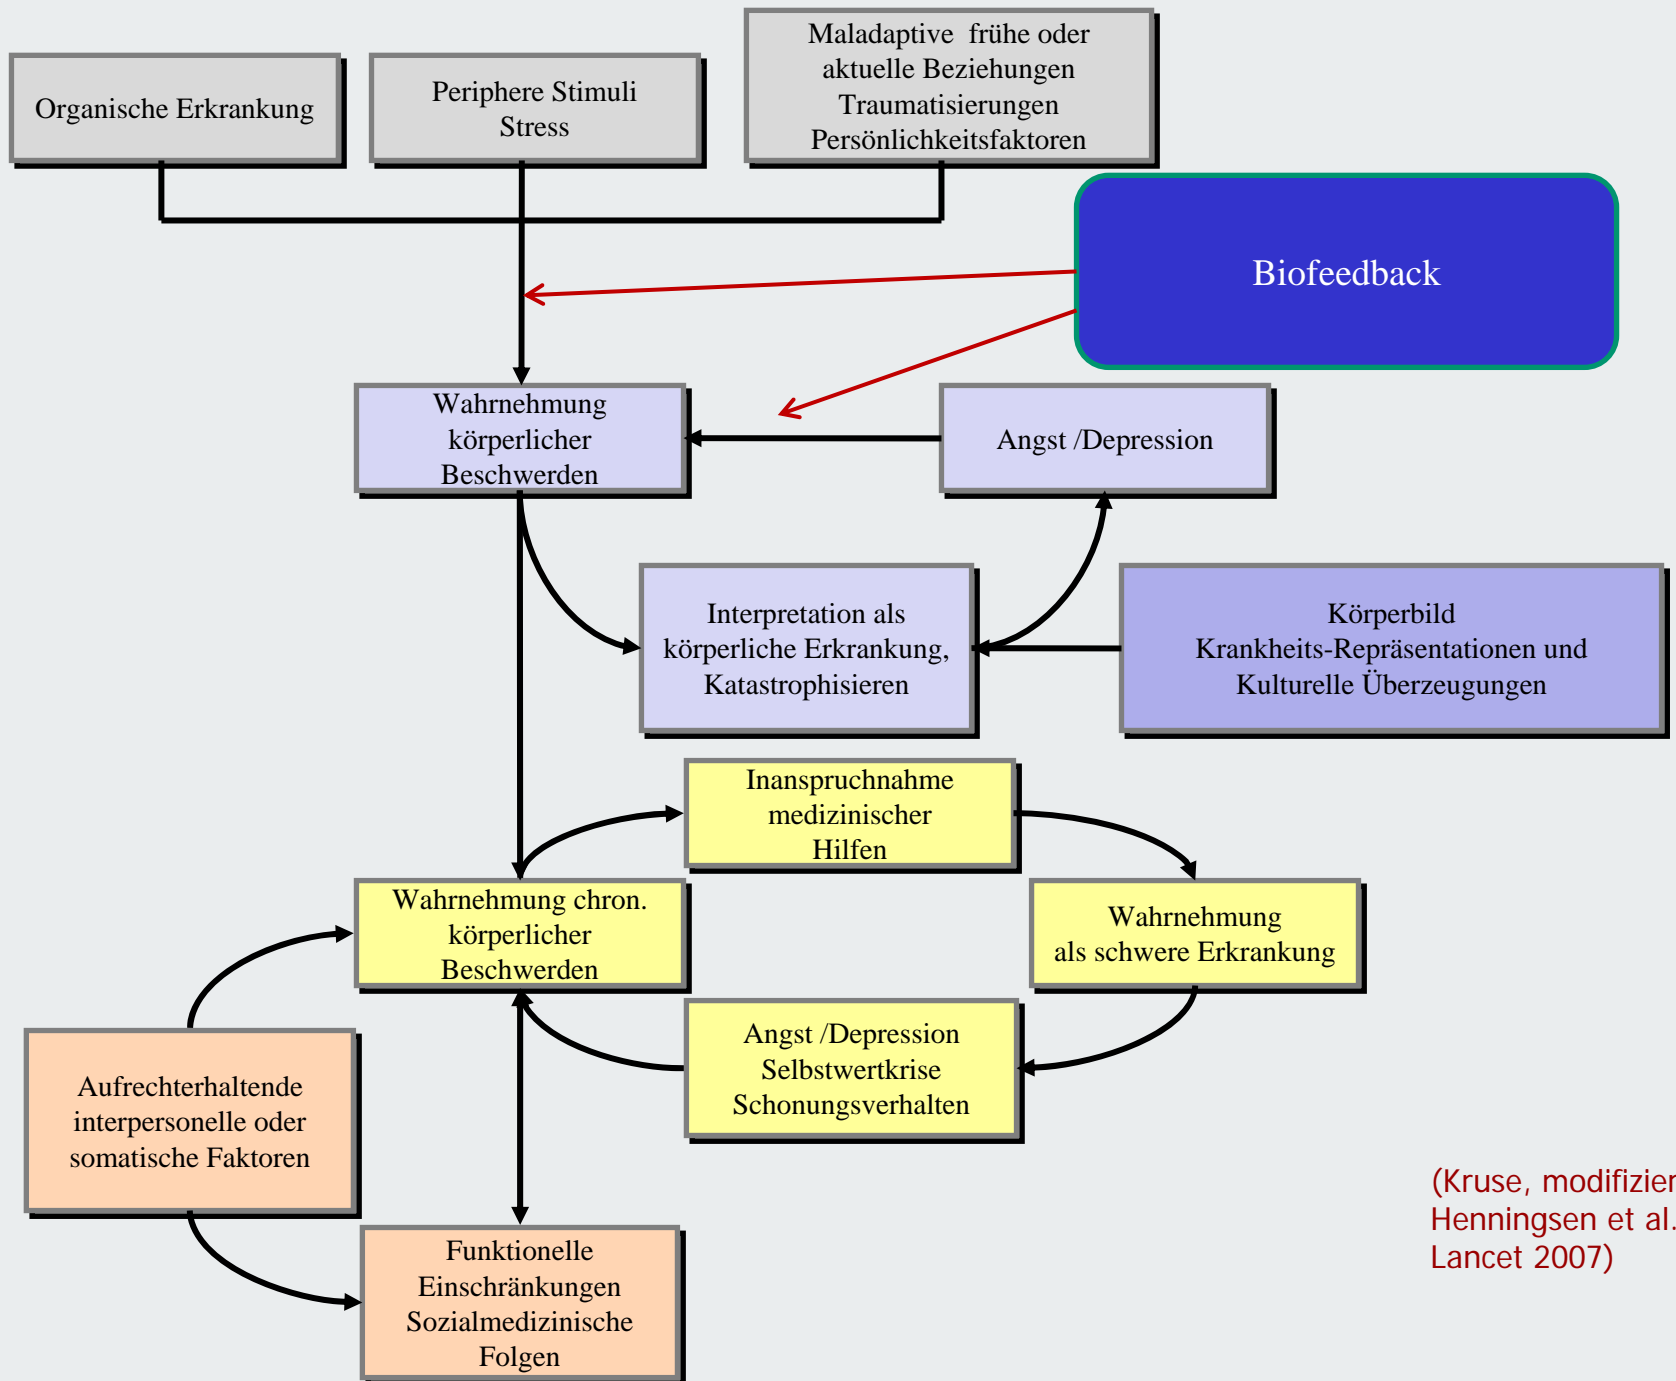 Organische Erkrankung
Periphere Stimuli
Stress
Maladaptive frühe oder
aktuelle Beziehungen
Traumatisierungen
Persönlichkeitsfaktoren
Biofeedback
Wahrnehmung
körperlicher
Beschwerden
Angst /Depression
Interpretation als
körperliche Erkrankung,
Katastrophisieren
Körperbild
Krankheits-Repräsentationen und
Kulturelle Überzeugungen
Inanspruchnahme
medizinischer
Hilfen
Wahrnehmung chron.
körperlicher
Beschwerden
Wahrnehmung
als schwere Erkrankung
Angst /Depression
Selbstwertkrise
Schonungsverhalten
Aufrechterhaltende
interpersonelle oder
somatische Faktoren
Funktionelle
Einschränkungen
Sozialmedizinische
Folgen
(Kruse, modifizier
Henningsen et al.
Lancet 2007)